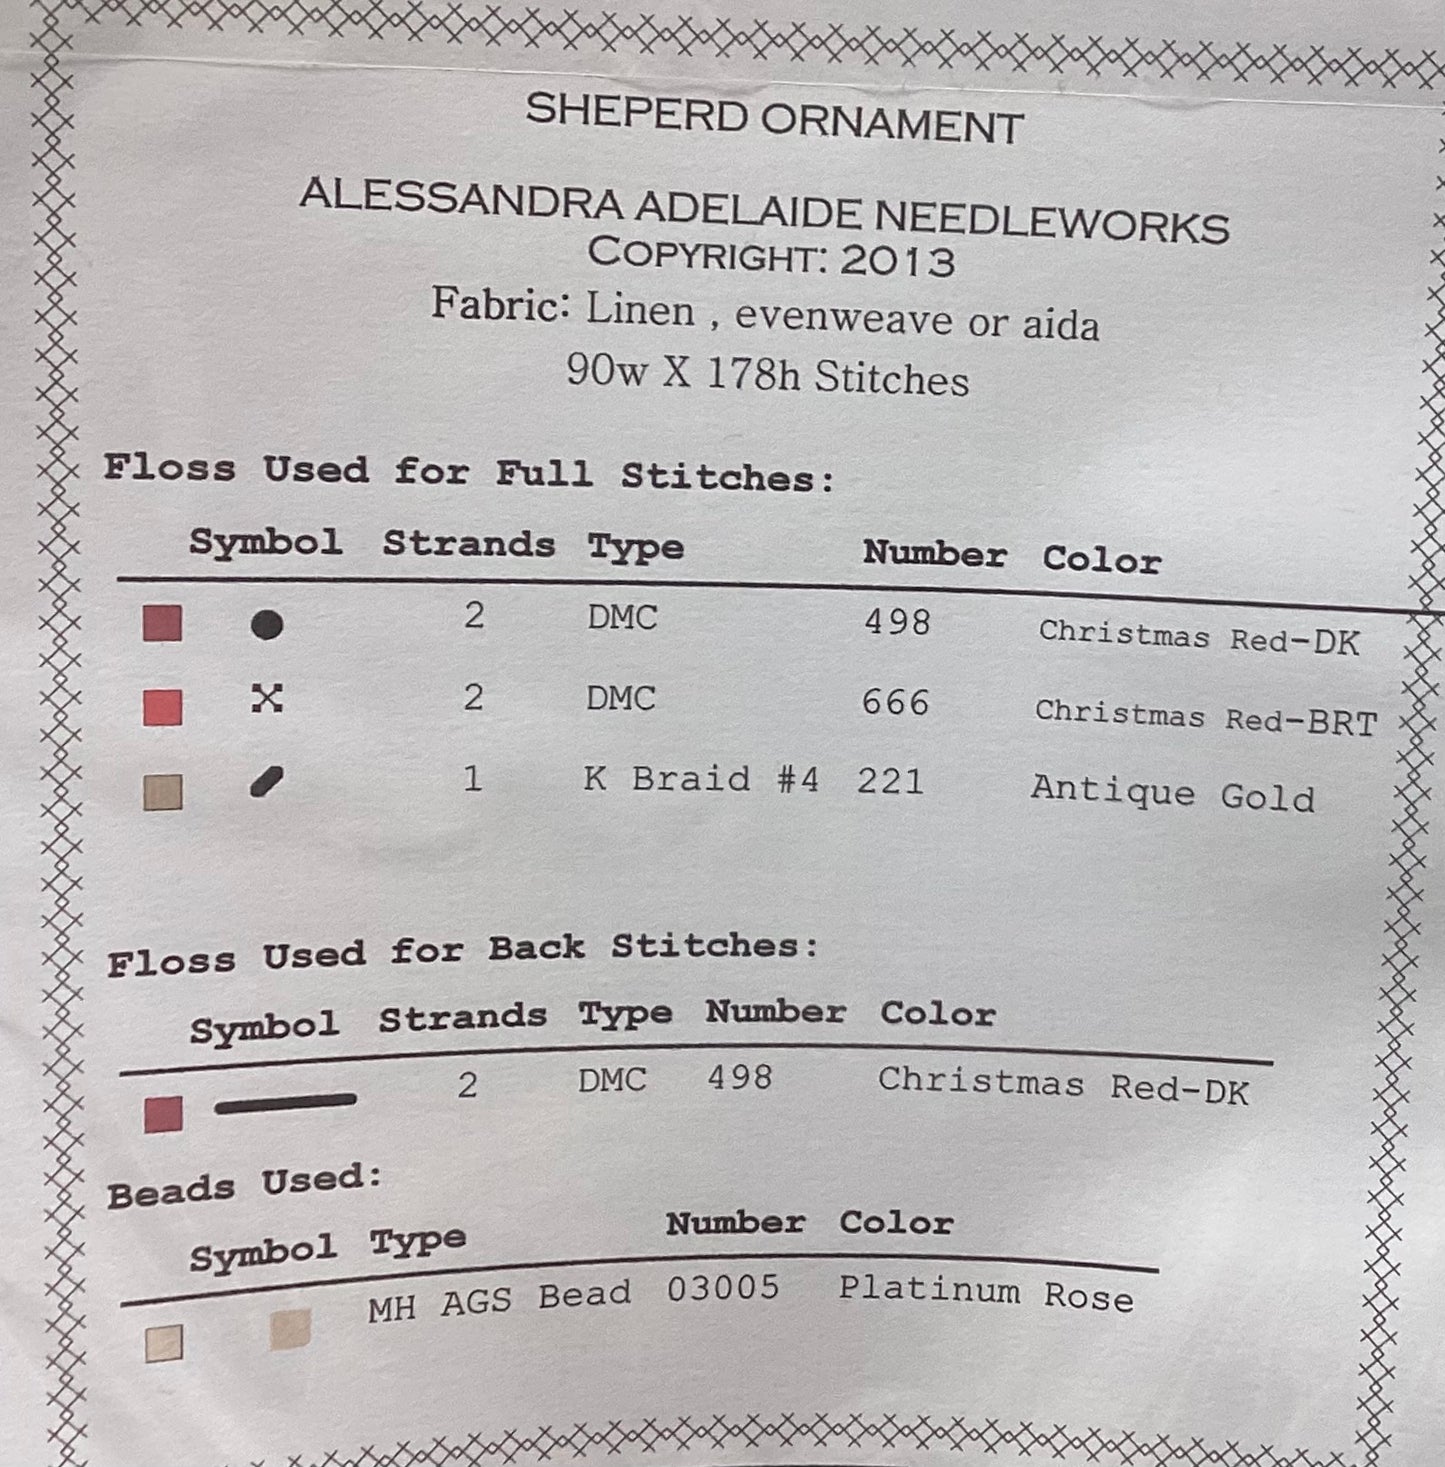 SHEPERD ORNAMENT
ALESSANDRA ADELAIDE NEEDLEWORKS
COPYRIGHT: 2013
Fabric: Linen , evenweave or aida
90w X 178h Stitches
Floss Used for Full Stitches:
Symbol Strands Type Number Color
2 DMC 498 Christmas Red-DK
2 DMC 666 Christmas Red-BRT
1 K Braid #4 221 Antique Gold
Floss Used for Back Stitches:
Symbol Strands Type Number Color
2 DMC 498 Christmas Red-DK
Beads Used:
Symbol Type Number Color
MH AGS Bead 03005 Platinum Rose